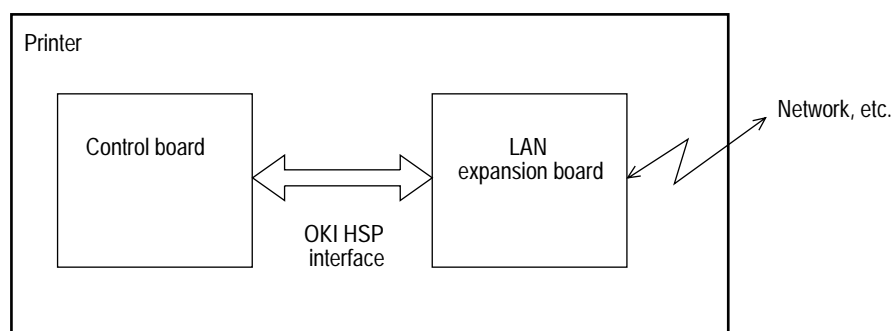 Printer
Control board
LAN
expansion board
Network, etc.
OKI HSP
interface